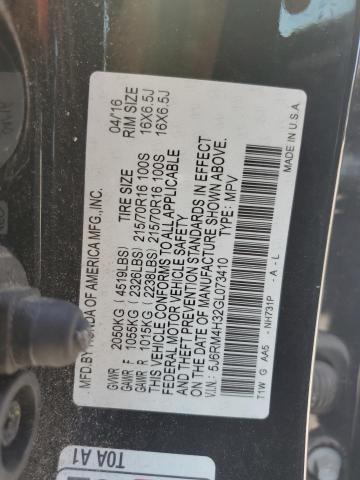 MFD.BY HONDA OF AMERICA MFG., INC. 04/'16
GVWR 2050KG (4519LBS) TIRE SIZE RIM SIZE
GAWR F 1055KG (2326LBS) 215/70R16 100S 16X6.5J
GAWR R 1015KG (2238LBS) 215/70R16 100S 16X6.5J
THIS VEHICLE CONFORMS TO ALL APPLICABLE
FEDERAL MOTOR VEHICLE SAFETY
AND THEFT PREVENTION STANDARDS IN EFFECT
ON THE DATE OF MANUFACTURE SHOWN ABOVE.
V.I.N.: 5J6RM4H32GL073410 TYPE: MPV
T1W G AA5 - NH731P - A - L
MADE IN U.S.A.
T0A A1